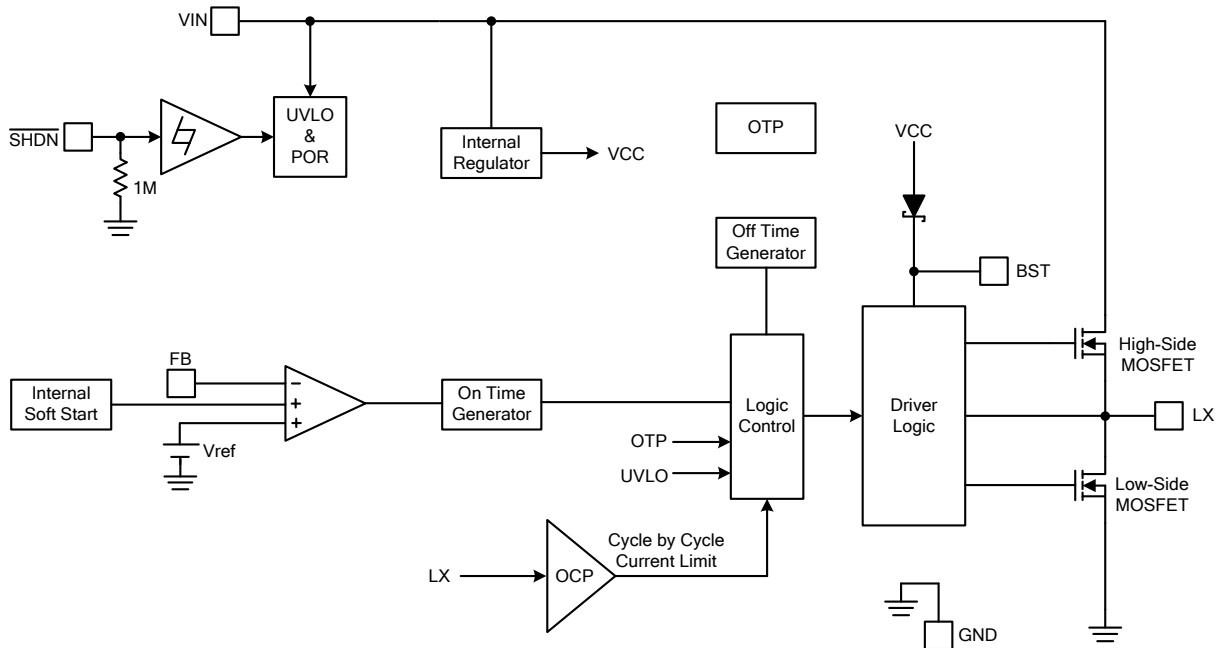 VIN
SHDN
1M
UVLO
&
POR
Internal
Regulator
VCC
OTP
VCC
Off Time
Generator
BST
FB
Internal
Soft Start
−
+
+
Vref
On Time
Generator
OTP
UVLO
Logic
Control
Driver
Logic
High-Side
MOSFET
LX
Low-Side
MOSFET
LX
OCP
Cycle by Cycle
Current Limit
GND